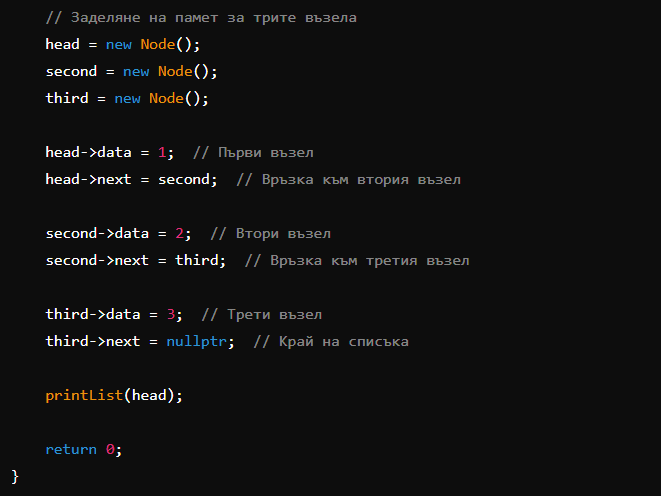 // Заделяне на памет за трите възела
head = new Node();
second = new Node();
third = new Node();
head->data = 1;  // Първи възел
head->next = second;  // Връзка към втория възел
second->data = 2;  // Втори възел
second->next = third;  // Връзка към третия възел
third->data = 3;  // Трети възел
third->next = nullptr;  // Край на списъка
printList(head);
return 0;
}